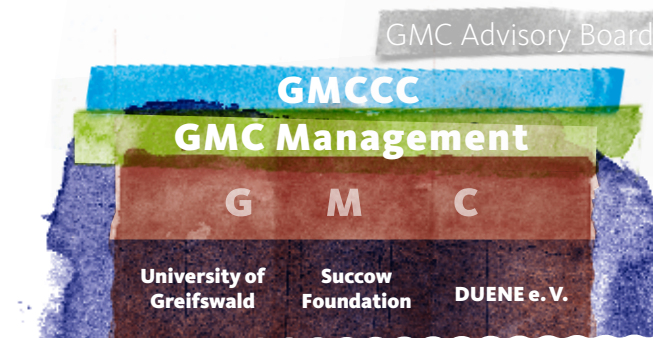 GMC Advisory Board
GMCCC
GMC Management
G M C
University of
Greifswald
Succow
Foundation
DUENE e. V.